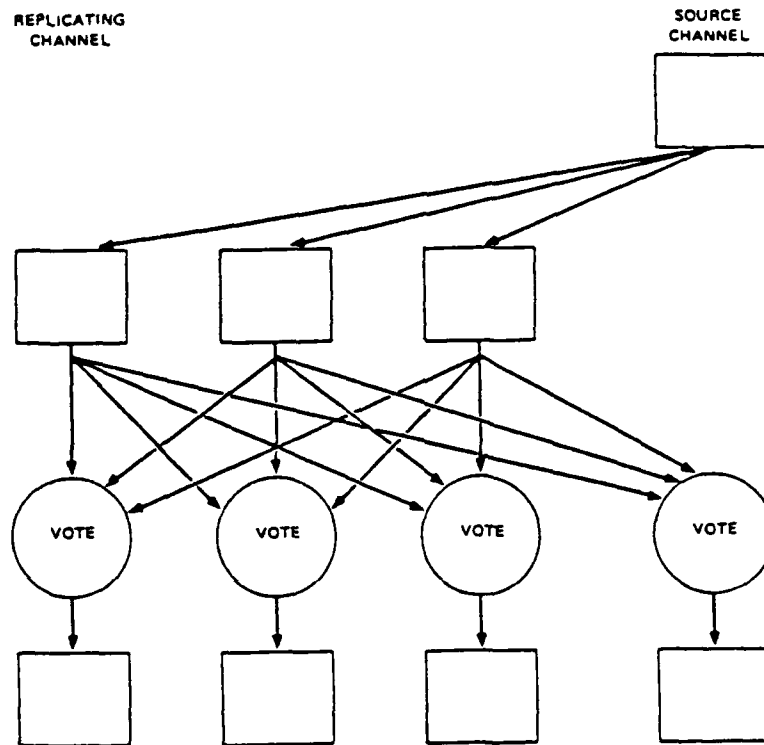 REPLICATING
CHANNEL
SOURCE
CHANNEL
VOTE
VOTE
VOTE
VOTE